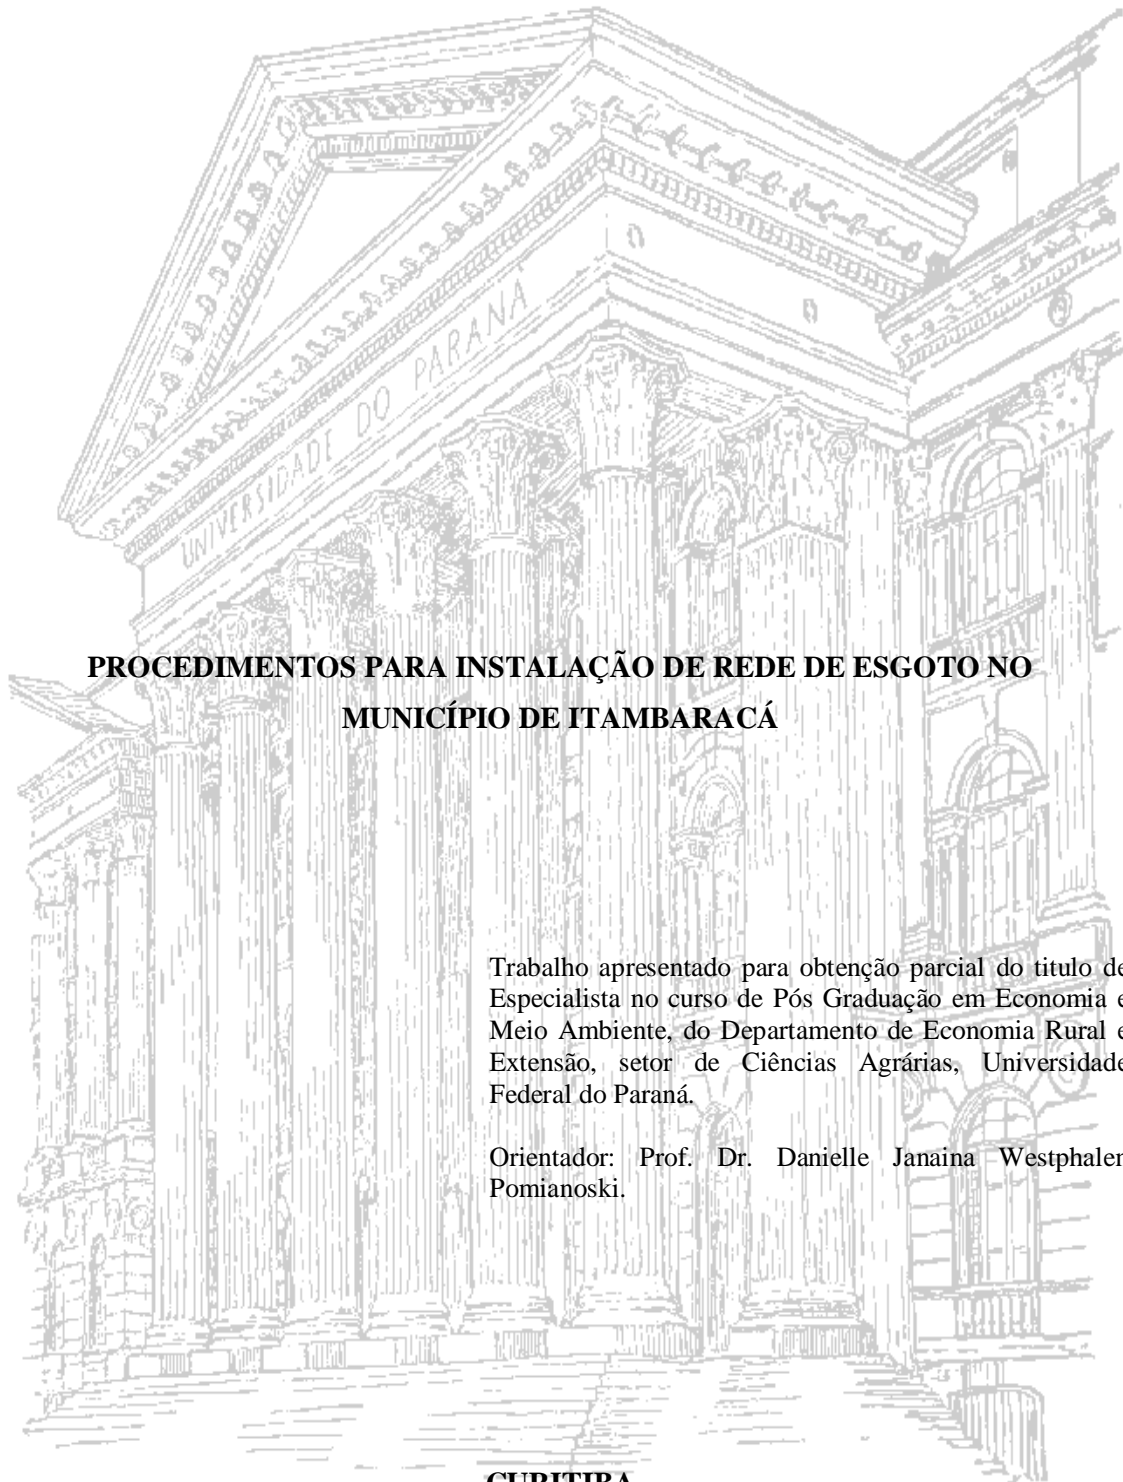 UNIVERSIDADE DO PARANÁ
PROCEDIMENTOS PARA INSTALAÇÃO DE REDE DE ESGOTO NO
MUNICÍPIO DE ITAMBARACÁ
Trabalho apresentado para obtenção parcial do titulo de
Especialista no curso de Pós Graduação em Economia e
Meio Ambiente, do Departamento de Economia Rural e
Extensão, setor de Ciências Agrárias, Universidade
Federal do Paraná.
Orientador: Prof. Dr. Danielle Janaina Westphalen
Pomianoski.
CURITIBA